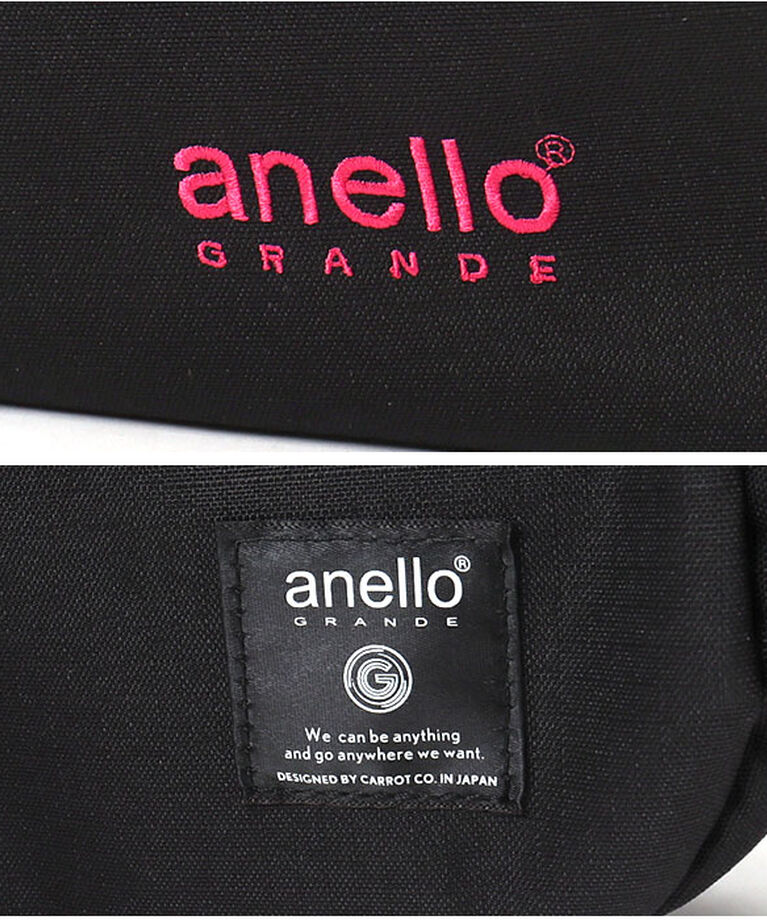 anello®
GRANDE
anello®
GRANDE
G
We can be anything
and go anywhere we want.
DESIGNED BY CARROT CO. IN JAPAN